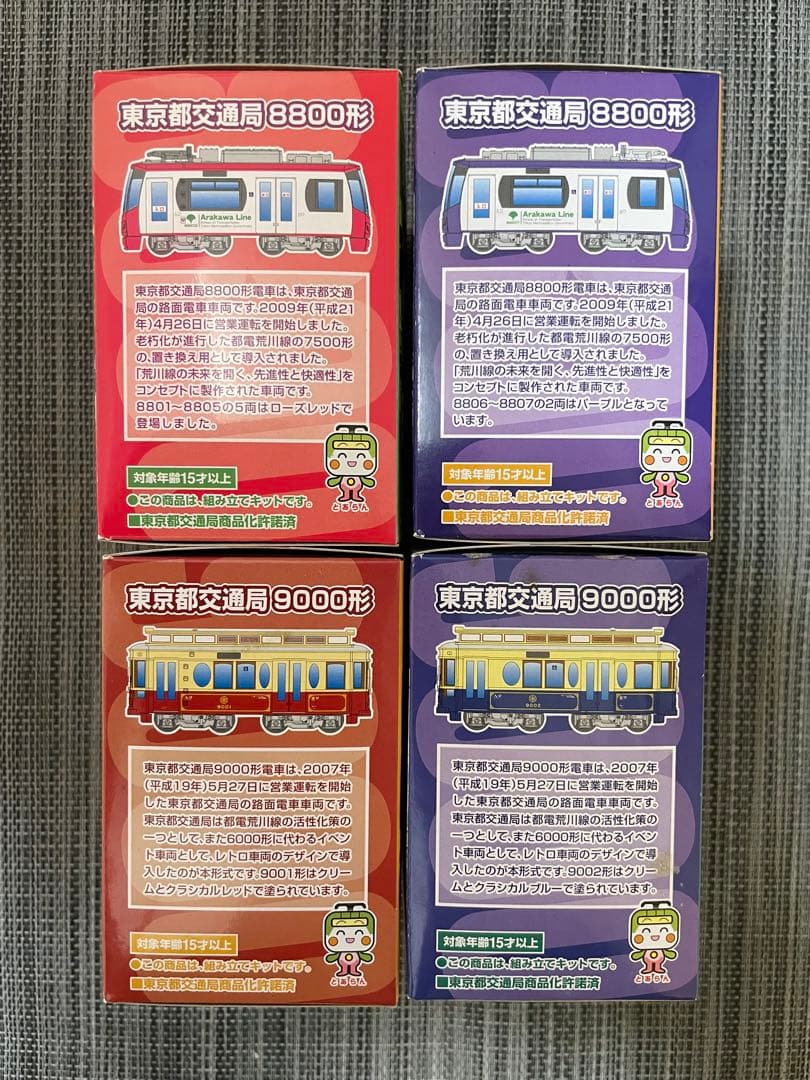 東京都交通局8800形
Arakawa Line
東京都交通局8800形電車は、東京都交通
局の路面電車車両です。2009年(平成21
年)4月26日に営業運転を開始しました。
老朽化が進行した都電荒川線の7500形
の、置き換え用として導入されました。
「荒川線の未来を開く、先進性と快適性」を
コンセプトに製作された車両です。
8801～8805の5両はローズレッドで
登場しました。
対象年齢15才以上
●この商品は、組み立てキットです。
■東京都交通局商品化許諾済
とあらん
東京都交通局8800形
Arakawa Line
東京都交通局8800形電車は、東京都交通
局の路面電車車両です。2009年(平成21
年)4月26日に営業運転を開始しました。
老朽化が進行した都電荒川線の7500形
の、置き換え用として導入されました。
「荒川線の未来を開く、先進性と快適性」を
コンセプトに製作された車両です。
8806～8807の2両はパープルとなって
います。
対象年齢15才以上
●この商品は、組み立てキットです。
■東京都交通局商品化許諾済
とあらん
東京都交通局9000形
9001
東京都交通局9000形電車は、2007年
(平成19年)5月27日に営業運転を開始
した東京都交通局の路面電車車両です。
東京都交通局は都電荒川線の活性化策の
一つとして、また6000形に代わるイベン
ト車両として、レトロ車両のデザインで導
入したのが本形式です。9001形はクリー
ムとクラシカルレッドで塗られています。
対象年齢15才以上
●この商品は、組み立てキットです。
■東京都交通局商品化許諾済
とあらん
東京都交通局9000形
9002
東京都交通局9000形電車は、2007年
(平成19年)5月27日に営業運転を開始
した東京都交通局の路面電車車両です。
東京都交通局は都電荒川線の活性化策の
一つとして、また6000形に代わるイベン
ト車両として、レトロ車両のデザインで導
入したのが本形式です。9002形はクリー
ムとクラシカルブルーで塗られています。
対象年齢15才以上
●この商品は、組み立てキットです。
■東京都交通局商品化許諾済
とあらん